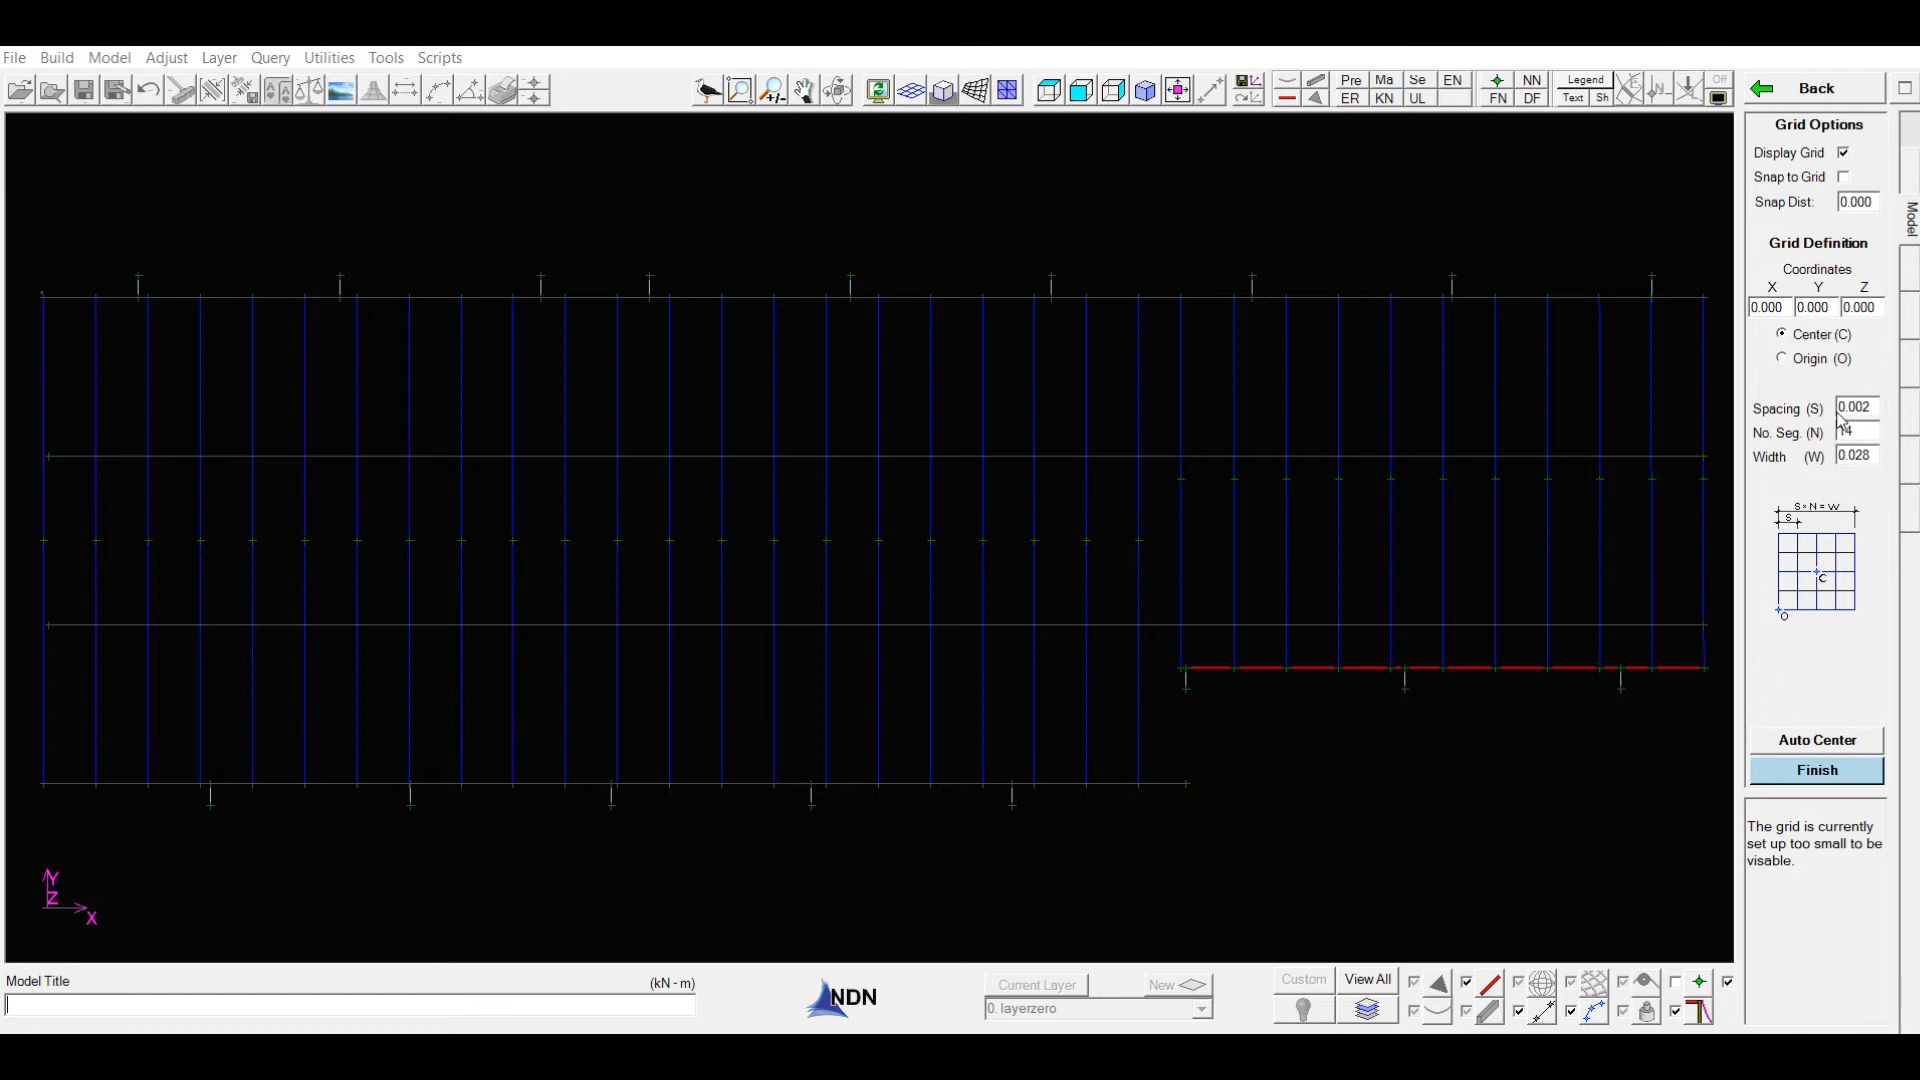 File Build Model Adjust Layer Query Utilities Tools Scripts
Pre Ma Se EN NN Legend Off
ER KN UL FN DF Text Sh
Back
Grid Options
Display Grid
Snap to Grid
Snap Dist: 0.000
Model
Grid Definition
Coordinates
X Y Z
0.000 0.000 0.000
Center (C)
Origin (O)
Spacing (S) 0.002
No. Seg. (N) 14
Width (W) 0.028
S×N=W
S
C
O
Auto Center
Finish
The grid is currently
set up too small to be
visable.
Y
Z
X
Model Title (kN - m)
NDN
Current Layer New
0. layerzero
Custom View All